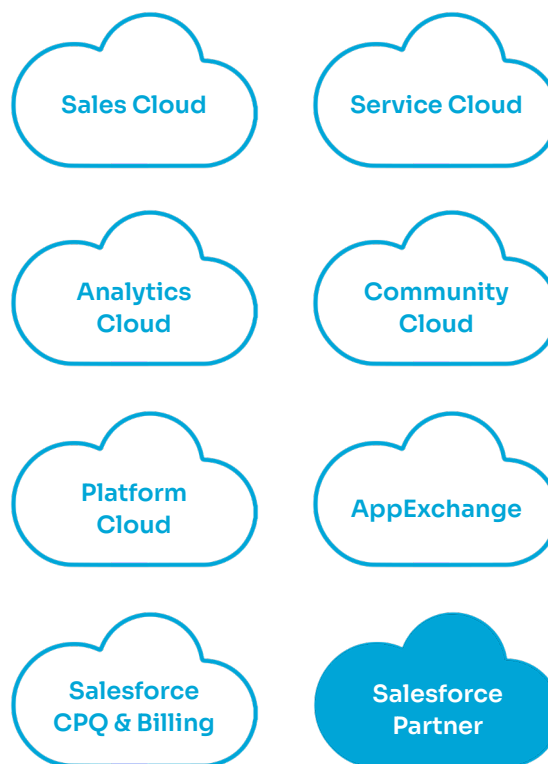 Sales Cloud
Service Cloud
Analytics
Cloud
Community
Cloud
Platform
Cloud
AppExchange
Salesforce
CPQ & Billing
Salesforce
Partner